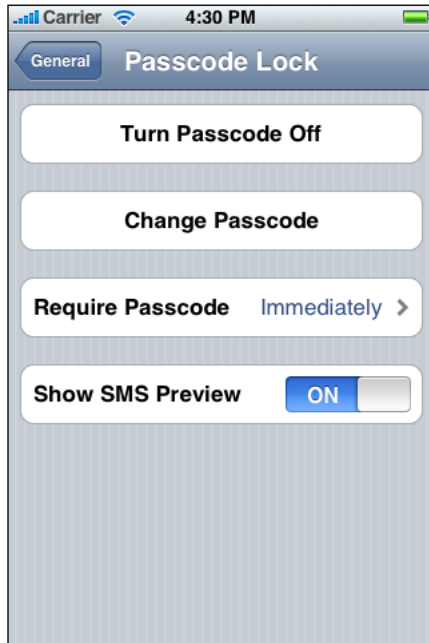 Carrier 4:30 PM
General Passcode Lock
Turn Passcode Off
Change Passcode
Require Passcode Immediately
Show SMS Preview ON